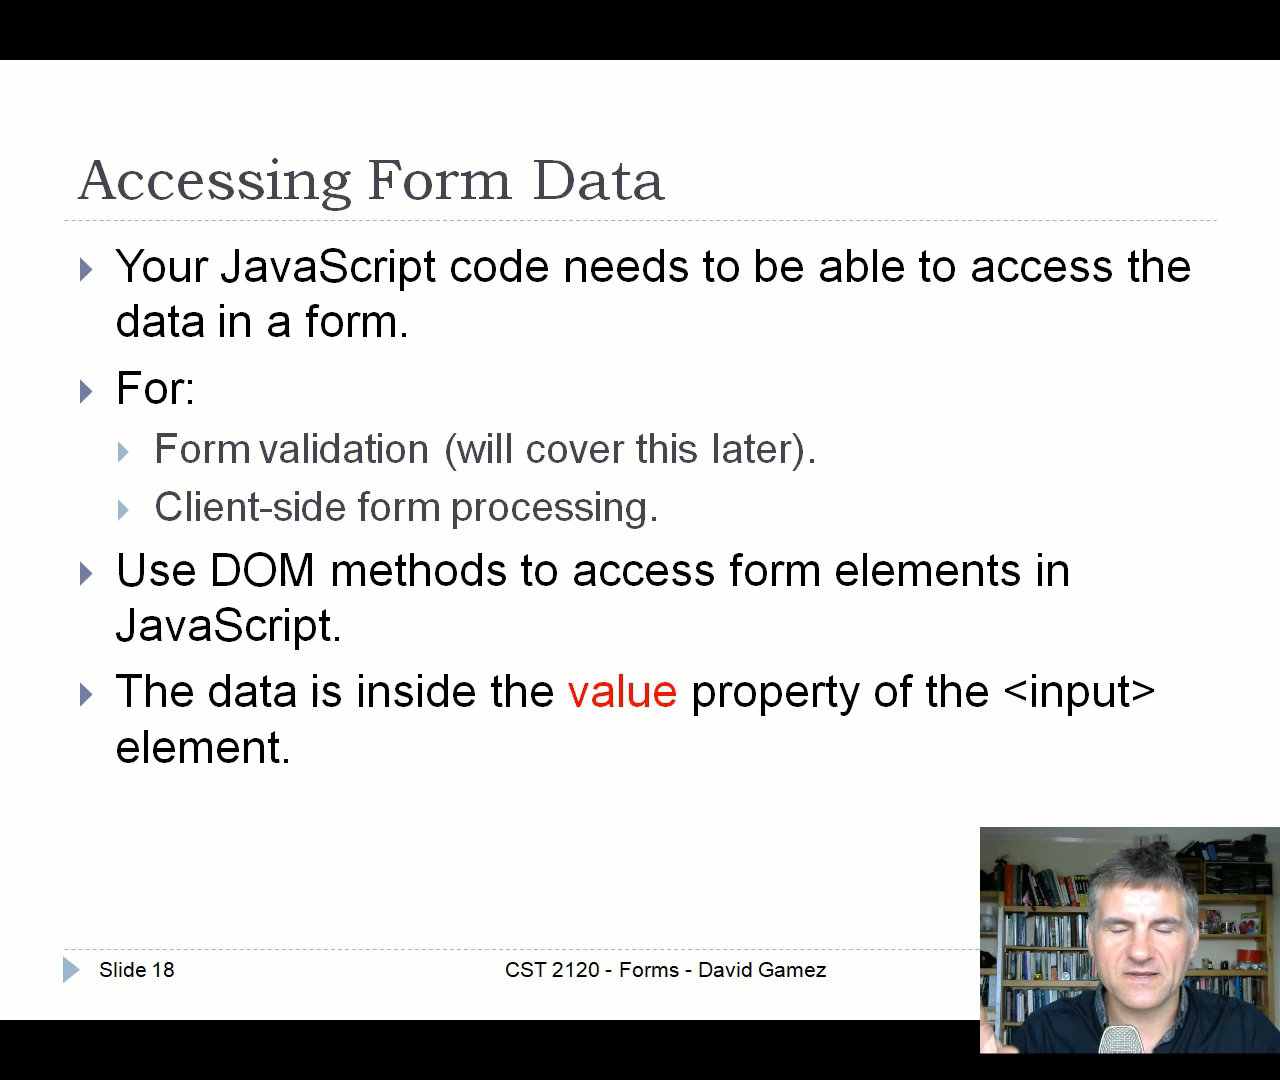 Accessing Form Data
Your JavaScript code needs to be able to access the
data in a form.
For:
Form validation (will cover this later).
Client-side form processing.
Use DOM methods to access form elements in
JavaScript.
The data is inside the value property of the <input>
element.
Slide 18
CST 2120 - Forms - David Gamez